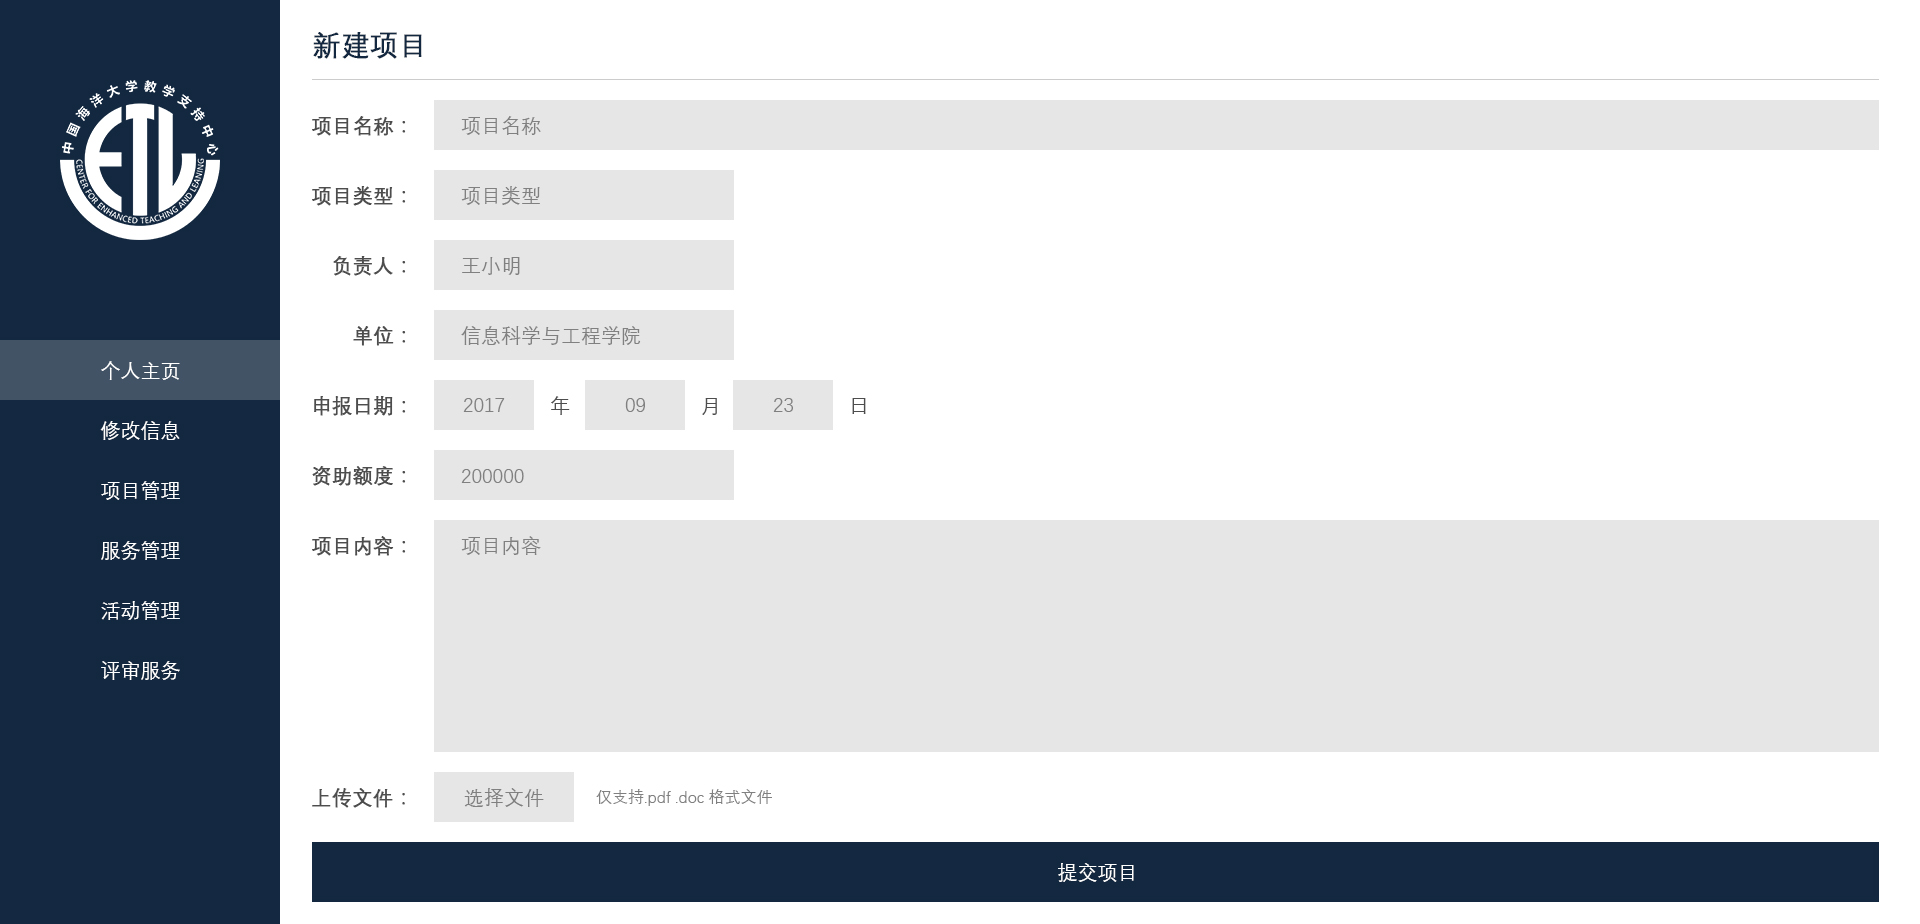 中国海洋大学教学支持中心
CENTER FOR ENHANCED TEACHING AND LEANING
个人主页
修改信息
项目管理
服务管理
活动管理
评审服务
新建项目
项目名称： 项目名称
项目类型： 项目类型
负责人： 王小明
单位： 信息科学与工程学院
申报日期： 2017 年 09 月 23 日
资助额度： 200000
项目内容： 项目内容
上传文件： 选择文件 仅支持.pdf .doc 格式文件
提交项目